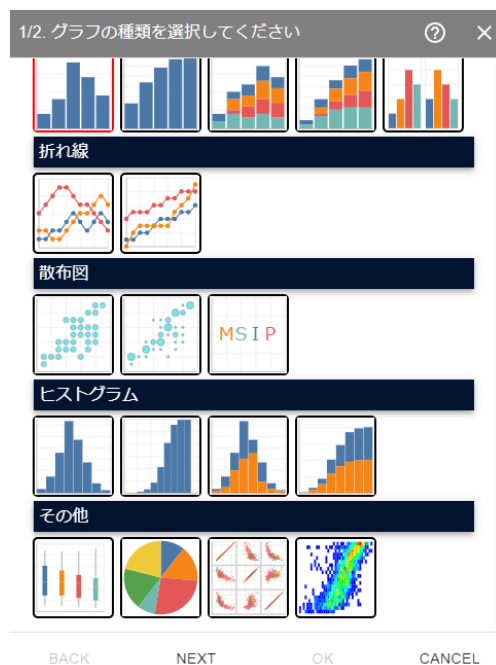 1/2. グラフの種類を選択してください ? ×
折れ線
散布図
MSIP
ヒストグラム
その他
BACK NEXT OK CANCEL